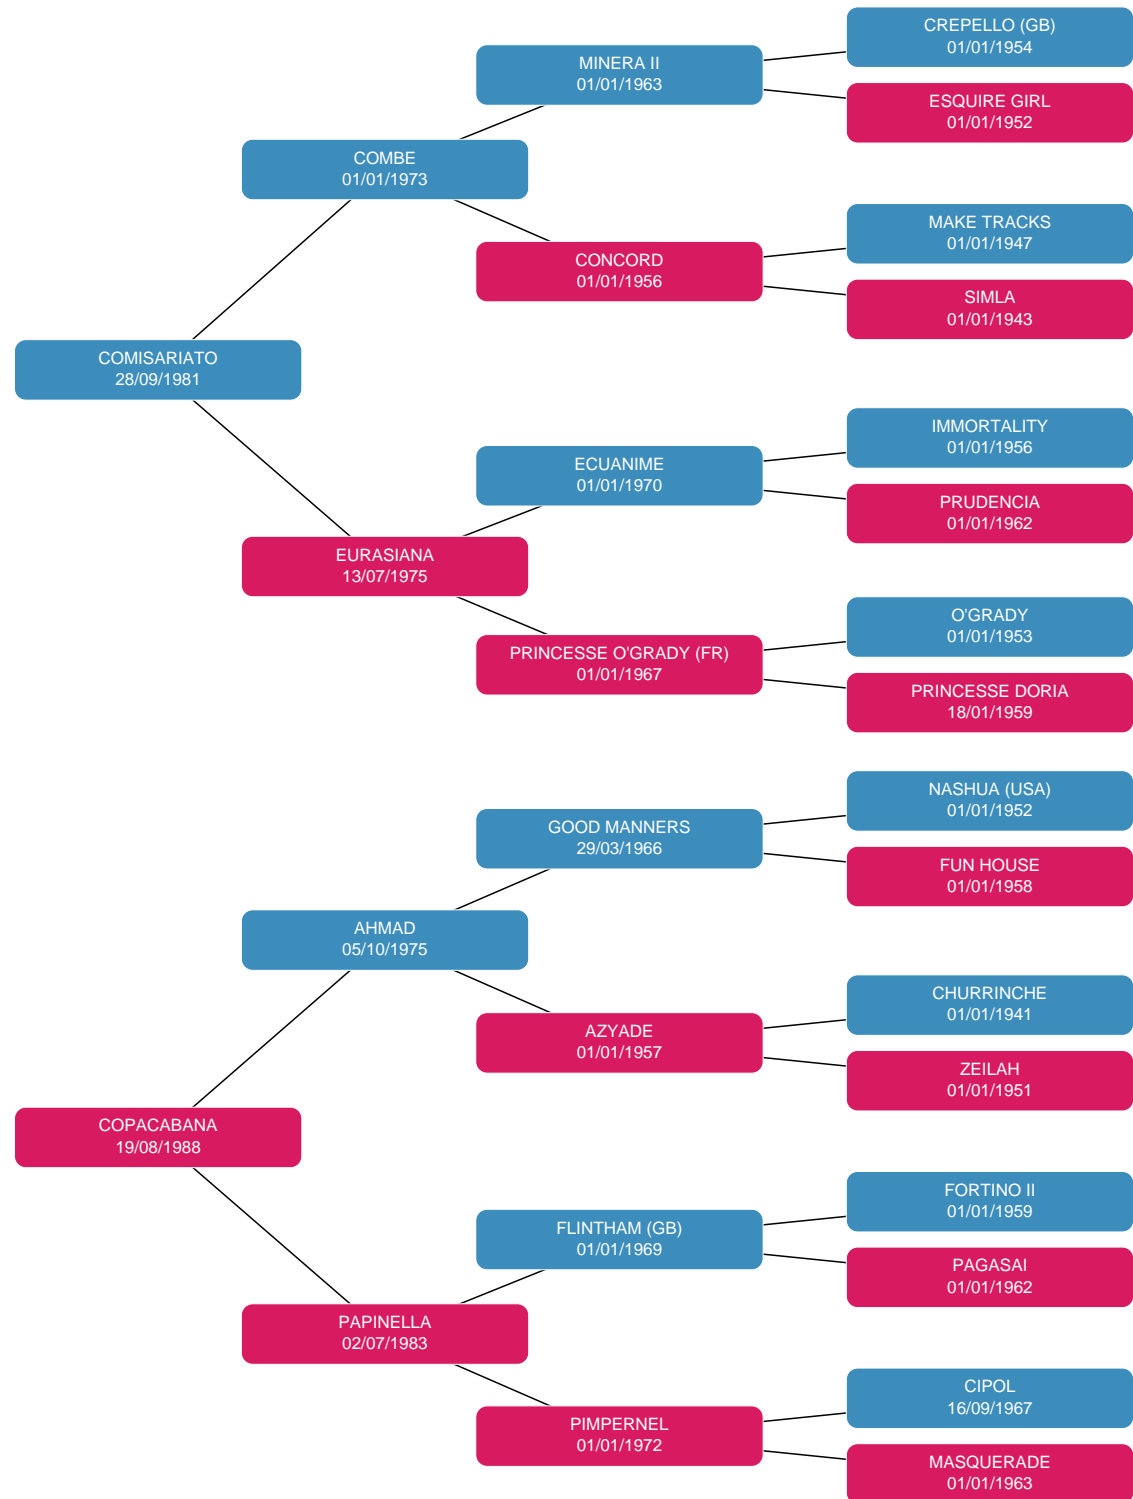 CREPELLO (GB)
01/01/1954
MINERA II
01/01/1963
ESQUIRE GIRL
01/01/1952
COMBE
01/01/1973
MAKE TRACKS
01/01/1947
CONCORD
01/01/1956
SIMLA
01/01/1943
COMISARIATO
28/09/1981
IMMORTALITY
01/01/1956
ECUANIME
01/01/1970
PRUDENCIA
01/01/1962
EURASIANA
13/07/1975
O'GRADY
01/01/1953
PRINCESSE O'GRADY (FR)
01/01/1967
PRINCESSE DORIA
18/01/1959
NASHUA (USA)
01/01/1952
GOOD MANNERS
29/03/1966
FUN HOUSE
01/01/1958
AHMAD
05/10/1975
CHURRINCHE
01/01/1941
AZYADE
01/01/1957
ZEILAH
01/01/1951
COPACABANA
19/08/1988
FORTINO II
01/01/1959
FLINTHAM (GB)
01/01/1969
PAGASAI
01/01/1962
PAPINELLA
02/07/1983
CIPOL
16/09/1967
PIMPERNEL
01/01/1972
MASQUERADE
01/01/1963